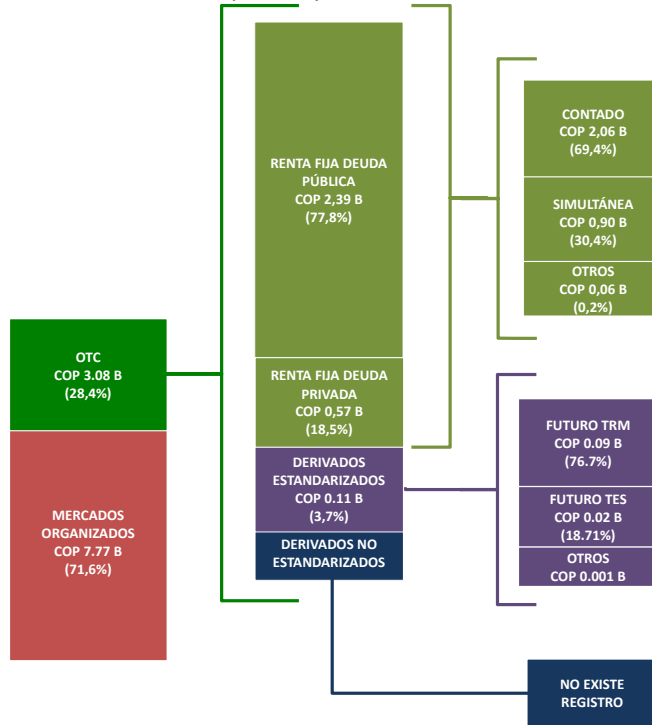 OTC
COP 3.08 B
(28,4%)
MERCADOS
ORGANIZADOS
COP 7.77 B
(71,6%)
RENTA FIJA DEUDA
PÚBLICA
COP 2,39 B
(77,8%)
RENTA FIJA DEUDA
PRIVADA
COP 0,57 B
(18,5%)
DERIVADOS
ESTANDARIZADOS
COP 0.11 B
(3,7%)
DERIVADOS NO
ESTANDARIZADOS
CONTADO
COP 2,06 B
(69,4%)
SIMULTÁNEA
COP 0,90 B
(30,4%)
OTROS
COP 0,06 B
(0,2%)
FUTURO TRM
COP 0.09 B
(76.7%)
FUTURO TES
COP 0.02 B
(18.71%)
OTROS
COP 0.001 B
NO EXISTE
REGISTRO